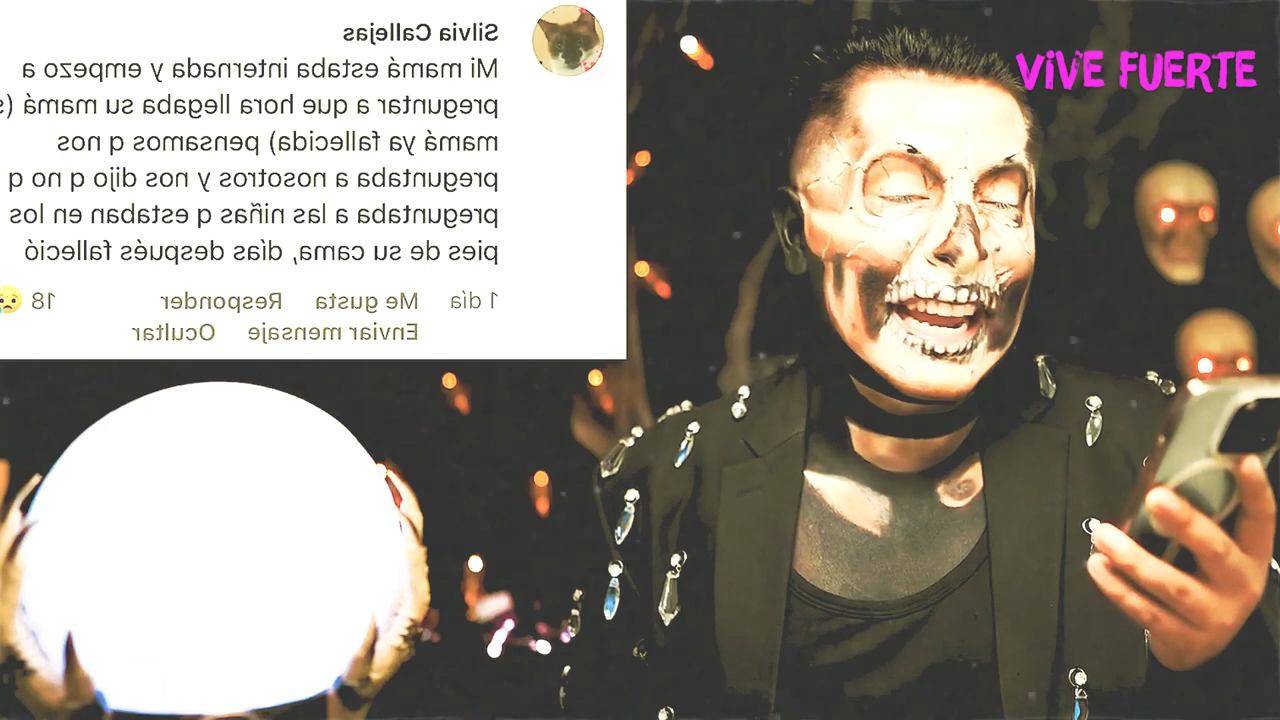 Silvia Callejas
Mi mamá estaba internada y empezo a
preguntar a que hora llegaba su mamá (s
mamá ya fallecida) pensamos q nos
preguntaba a nosotros y nos dijo q no q
preguntaba a las niñas q estaban en los
pies de su cama, días después falleció
1 día Me gusta Responder 18
Enviar mensaje Ocultar
VIVE FUERTE